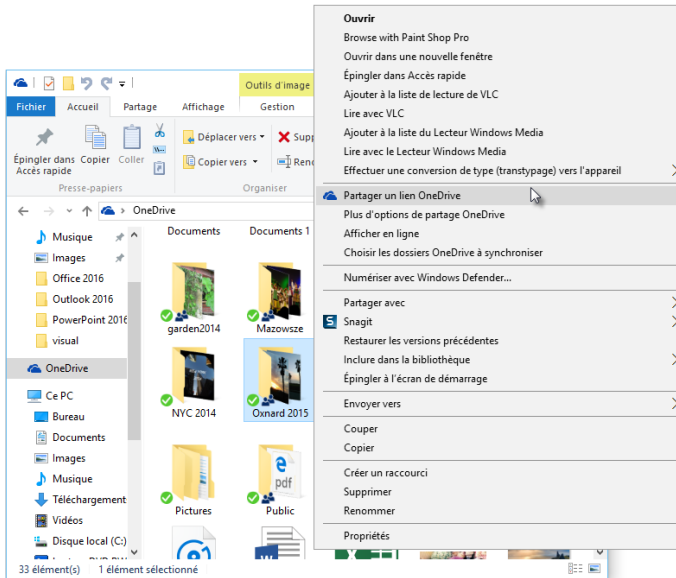 Outils d'image
Fichier Accueil Partage Affichage Gestion
Épingler dans Accès rapide
Copier
Coller
Déplacer vers
Copier vers
Presse-papiers
Organiser
OneDrive
Musique
Images
Office 2016
Outlook 2016
PowerPoint 2016
visual
OneDrive
Ce PC
Bureau
Documents
Images
Musique
Téléchargement
Vidéos
Disque local (C:)
Documents
Documents 1
garden2014
Mazowsze
NYC 2014
Oxnard 2015
Pictures
pdf
Public
33 élément(s) 1 élément sélectionné
Ouvrir
Browse with Paint Shop Pro
Ouvrir dans une nouvelle fenêtre
Épingler dans Accès rapide
Ajouter à la liste de lecture de VLC
Lire avec VLC
Ajouter à la liste du Lecteur Windows Media
Lire avec le Lecteur Windows Media
Effectuer une conversion de type (transtypage) vers l'appareil
Partager un lien OneDrive
Plus d'options de partage OneDrive
Afficher en ligne
Choisir les dossiers OneDrive à synchroniser
Numériser avec Windows Defender...
Partager avec
Snagit
Restaurer les versions précédentes
Inclure dans la bibliothèque
Épingler à l'écran de démarrage
Envoyer vers
Couper
Copier
Créer un raccourci
Supprimer
Renommer
Propriétés